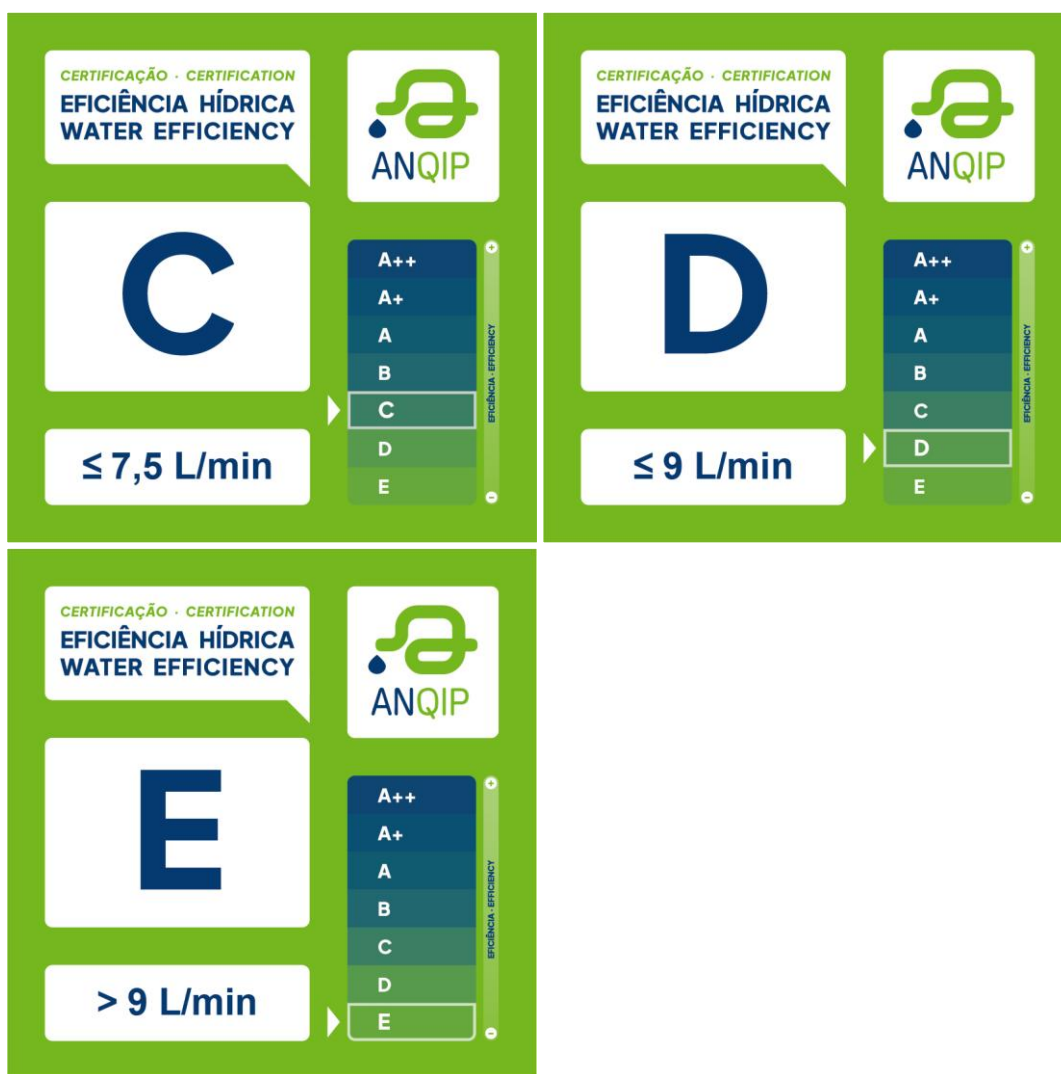 CERTIFICAÇÃO · CERTIFICATION
EFICIÊNCIA HÍDRICA
WATER EFFICIENCY
ANQIP
C
A++
A+
A
B
C
D
E
EFICIÊNCIA · EFFICIENCY
≤ 7,5 L/min
CERTIFICAÇÃO · CERTIFICATION
EFICIÊNCIA HÍDRICA
WATER EFFICIENCY
ANQIP
D
A++
A+
A
B
C
D
E
EFICIÊNCIA · EFFICIENCY
≤ 9 L/min
CERTIFICAÇÃO · CERTIFICATION
EFICIÊNCIA HÍDRICA
WATER EFFICIENCY
ANQIP
E
A++
A+
A
B
C
D
E
EFICIÊNCIA · EFFICIENCY
> 9 L/min